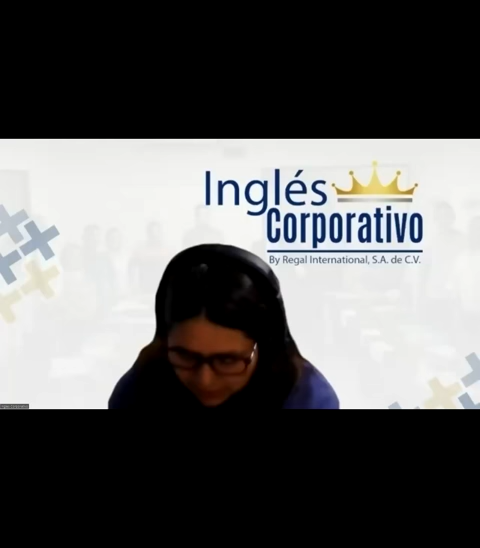 Inglés
Corporativo
By Regal International, S.A. de C.V.